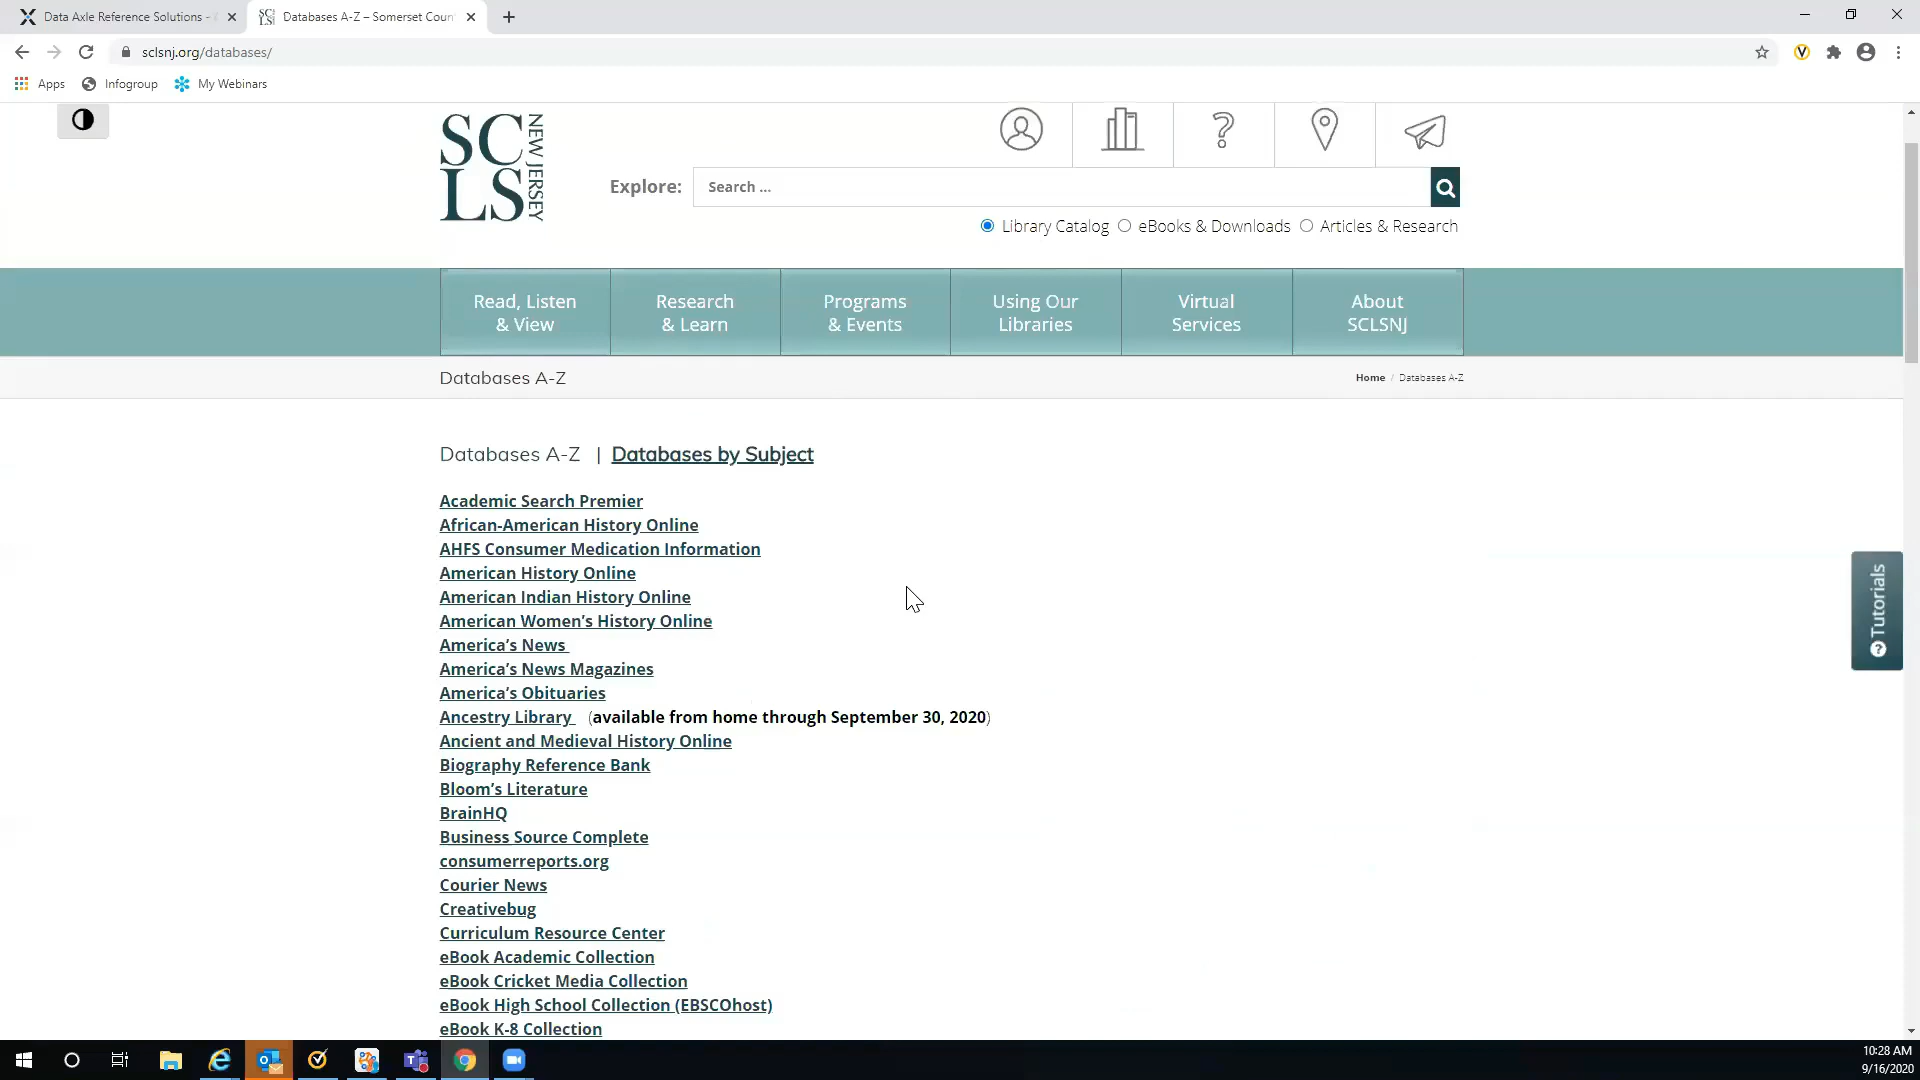 Data Axle Reference Solutions -
Databases A-Z – Somerset Coun
sclsnj.org/databases/
Apps
Infogroup
My Webinars
SC
LS
NEW JERSEY
Explore:
Search ...
Library Catalog
eBooks & Downloads
Articles & Research
Read, Listen
& View
Research
& Learn
Programs
& Events
Using Our
Libraries
Virtual
Services
About
SCLSNJ
Databases A-Z
Home / Databases A-Z
Databases A-Z | Databases by Subject
Academic Search Premier
African-American History Online
AHFS Consumer Medication Information
American History Online
American Indian History Online
American Women’s History Online
America’s News
America’s News Magazines
America’s Obituaries
Ancestry Library (available from home through September 30, 2020)
Ancient and Medieval History Online
Biography Reference Bank
Bloom’s Literature
BrainHQ
Business Source Complete
consumerreports.org
Courier News
Creativebug
Curriculum Resource Center
eBook Academic Collection
eBook Cricket Media Collection
eBook High School Collection (EBSCOhost)
eBook K-8 Collection
Tutorials
10:28 AM
9/16/2020